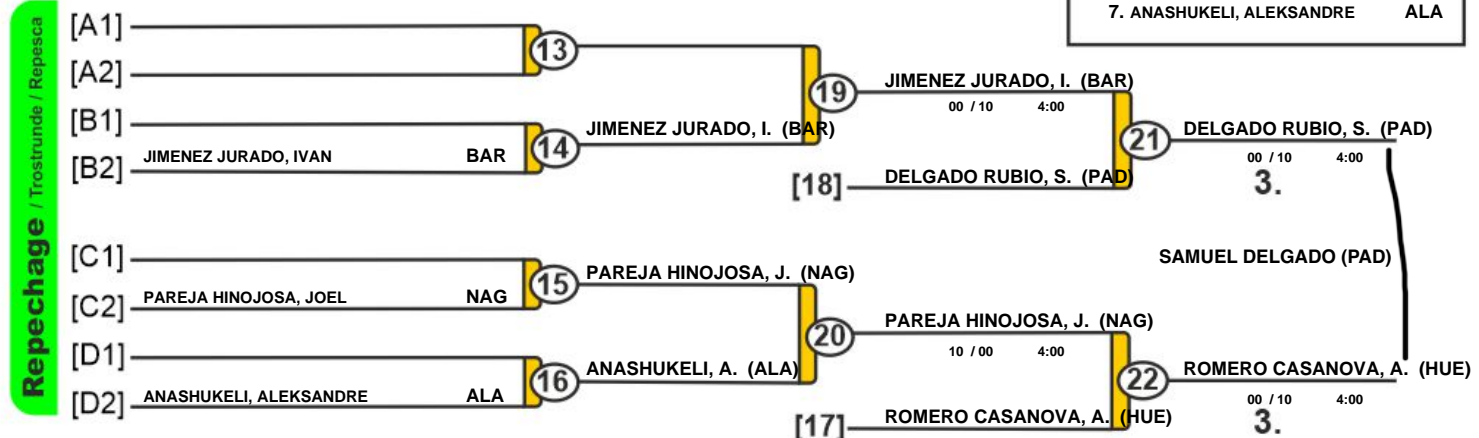 7. ANASHUKELI, ALEKSANDRE ALA
Repechage / Trostrunde / Repesca
[A1]
13
[A2]
19
JIMENEZ JURADO, I. (BAR)
00 / 10 4:00
[B1]
14
JIMENEZ JURADO, I. (BAR)
[B2] JIMENEZ JURADO, IVAN BAR
21
DELGADO RUBIO, S. (PAD)
00 / 10 4:00
3.
[18] DELGADO RUBIO, S. (PAD)
SAMUEL DELGADO (PAD)
[C1]
15
PAREJA HINOJOSA, J. (NAG)
[C2] PAREJA HINOJOSA, JOEL NAG
20
PAREJA HINOJOSA, J. (NAG)
10 / 00 4:00
[D1]
16
ANASHUKELI, A. (ALA)
[D2] ANASHUKELI, ALEKSANDRE ALA
22
ROMERO CASANOVA, A. (HUE)
00 / 10 4:00
3.
[17] ROMERO CASANOVA, A. (HUE)